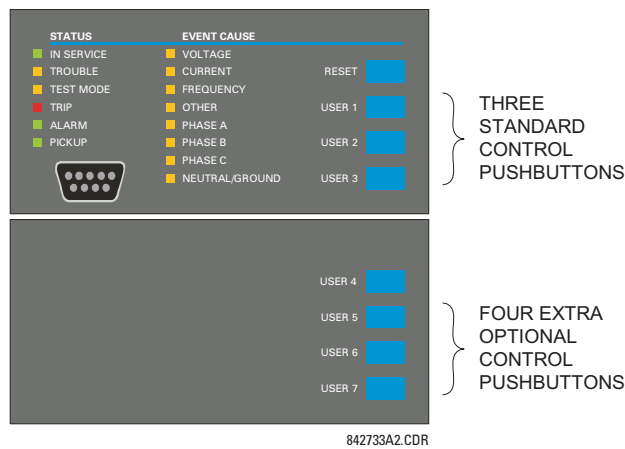 STATUS
IN SERVICE
TROUBLE
TEST MODE
TRIP
ALARM
PICKUP
EVENT CAUSE
VOLTAGE
CURRENT
FREQUENCY
OTHER
PHASE A
PHASE B
PHASE C
NEUTRAL/GROUND
RESET
USER 1
USER 2
USER 3
THREE
STANDARD
CONTROL
PUSHBUTTONS
USER 4
USER 5
USER 6
USER 7
FOUR EXTRA
OPTIONAL
CONTROL
PUSHBUTTONS
842733A2.CDR